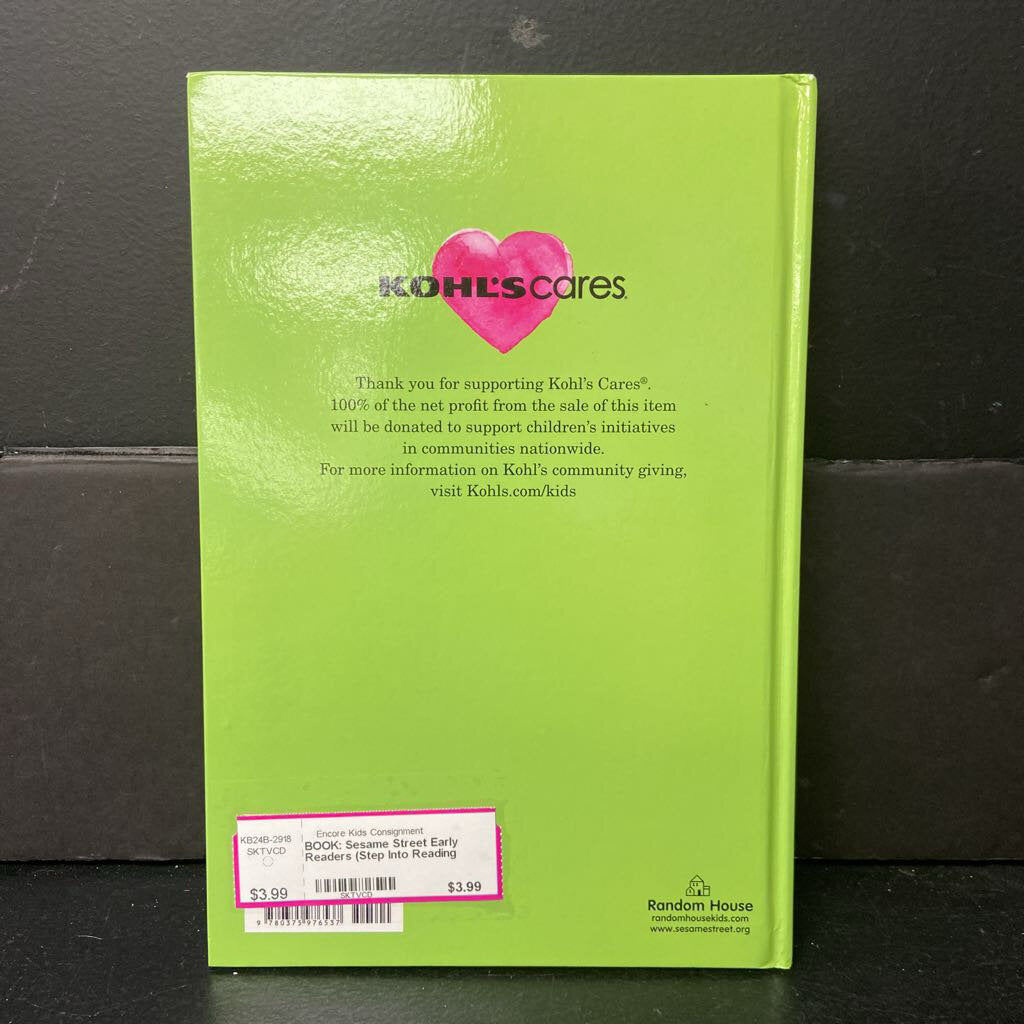 KOHL'S cares.
Thank you for supporting Kohl's Cares®.
100% of the net profit from the sale of this item
will be donated to support children's initiatives
in communities nationwide.
For more information on Kohl's community giving,
visit Kohls.com/kids
KB24B-2918
SKTVCD
$3.99
Encore Kids Consignment
BOOK: Sesame Street Early
Readers (Step Into Reading
SKTVCD
$3.99
9 780375 976537
Random House
randomhousekids.com
www.sesamestreet.org